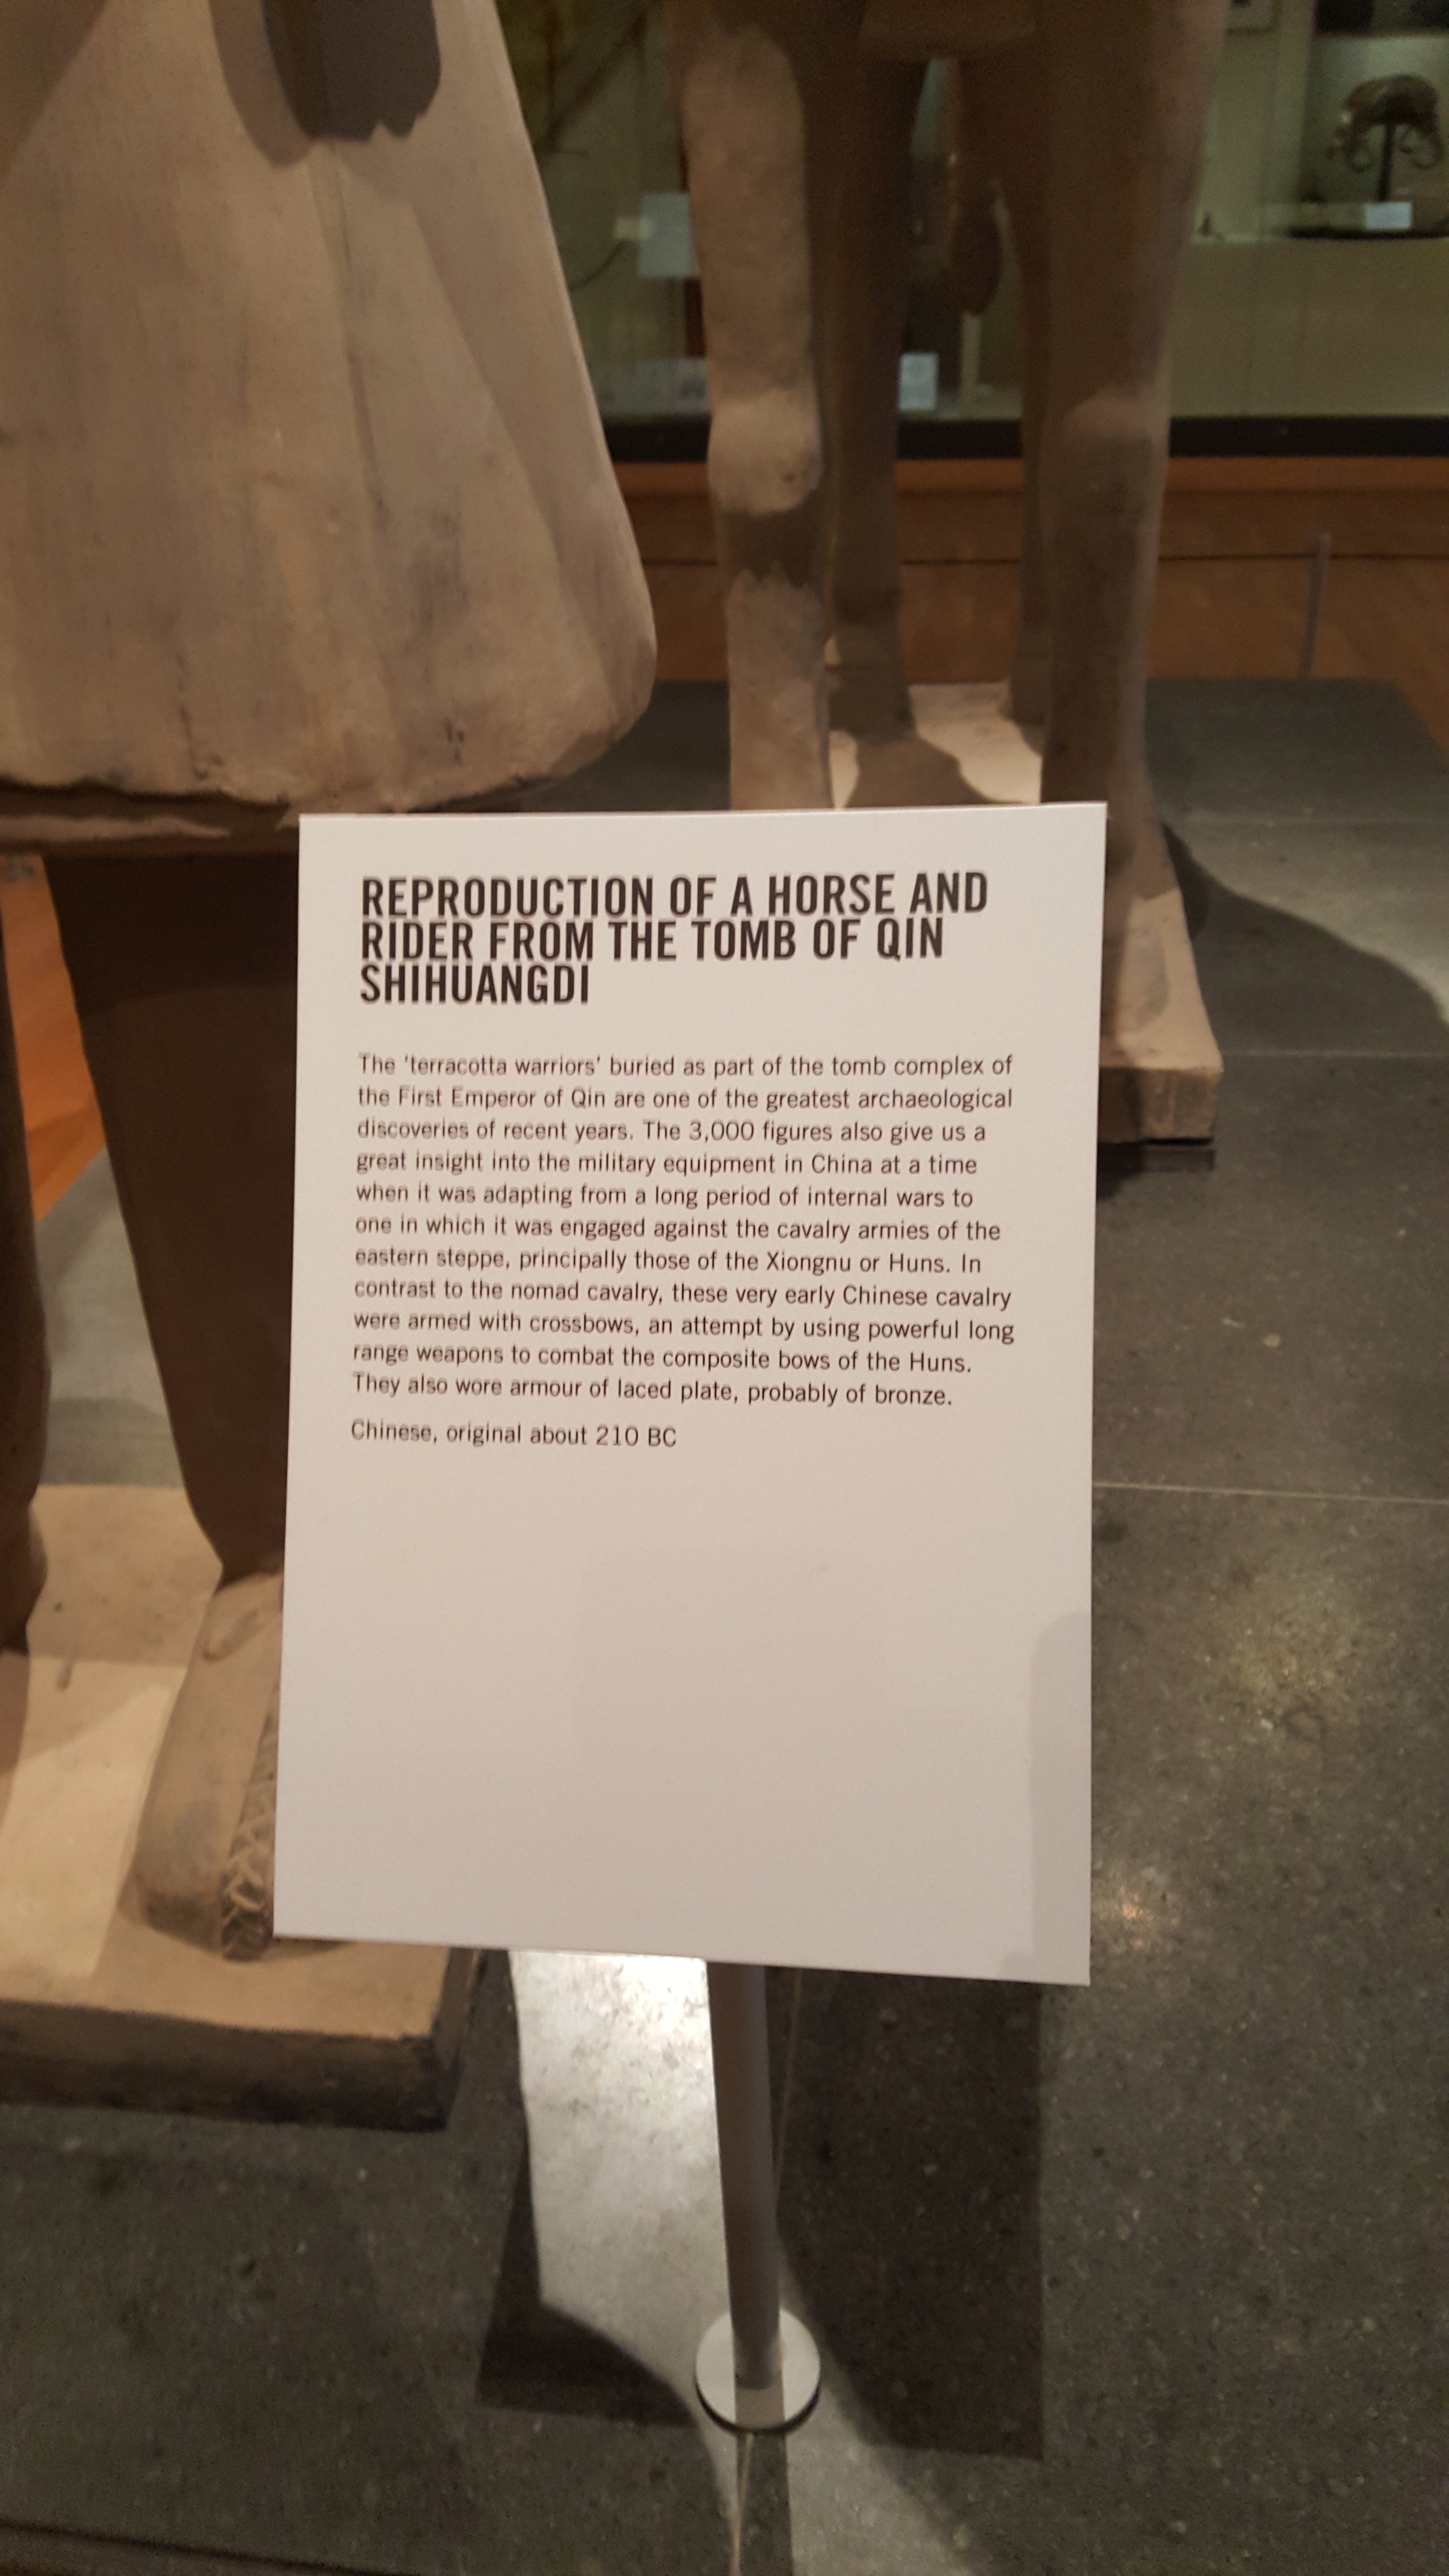 REPRODUCTION OF A HORSE AND
RIDER FROM THE TOMB OF QIN
SHIHUANGDI
The 'terracotta warriors' buried as part of the tomb complex of
the First Emperor of Qin are one of the greatest archaeological
discoveries of recent years. The 3,000 figures also give us a
great insight into the military equipment in China at a time
when it was adapting from a long period of internal wars to
one in which it was engaged against the cavalry armies of the
eastern steppe, principally those of the Xiongnu or Huns. In
contrast to the nomad cavalry, these very early Chinese cavalry
were armed with crossbows, an attempt by using powerful long
range weapons to combat the composite bows of the Huns.
They also wore armour of laced plate, probably of bronze.
Chinese, original about 210 BC